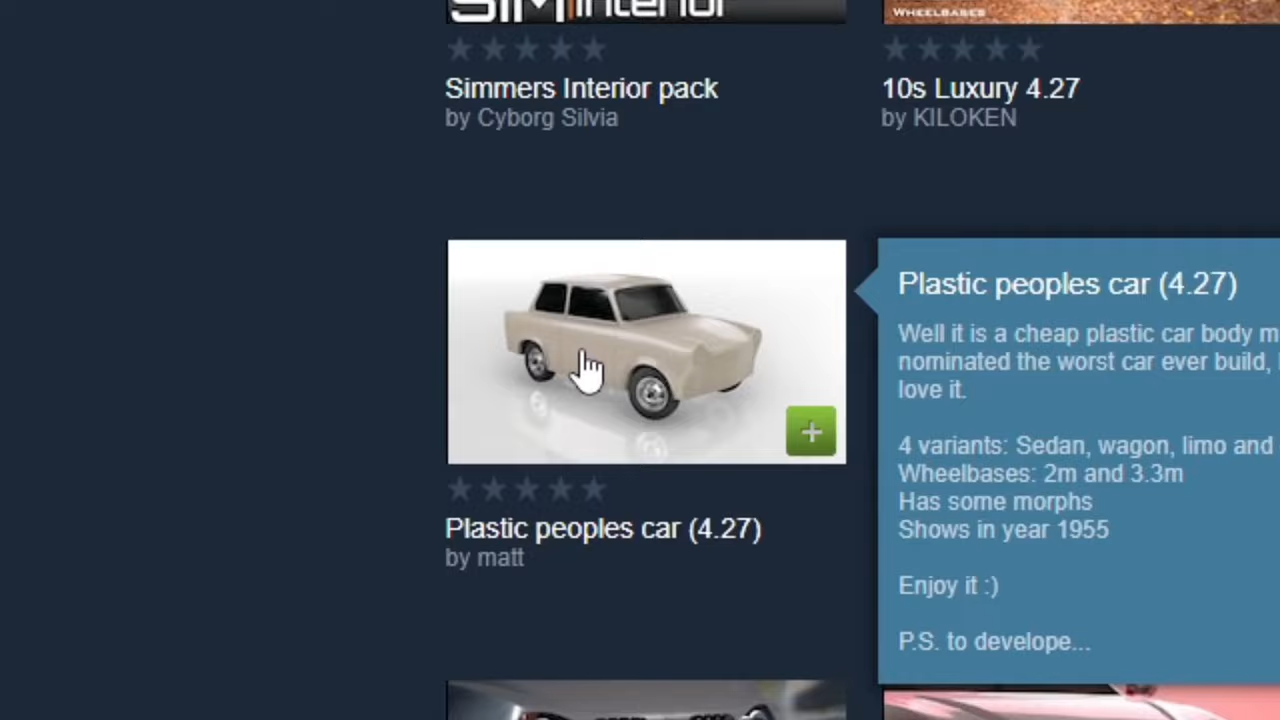 SIMinterior
WHEELBASES
Simmers Interior pack
by Cyborg Silvia
10s Luxury 4.27
by KILOKEN
Plastic peoples car (4.27)
by matt
Plastic peoples car (4.27)
Well it is a cheap plastic car body m
nominated the worst car ever build,
love it.
4 variants: Sedan, wagon, limo and
Wheelbases: 2m and 3.3m
Has some morphs
Shows in year 1955
Enjoy it :)
P.S. to develope...